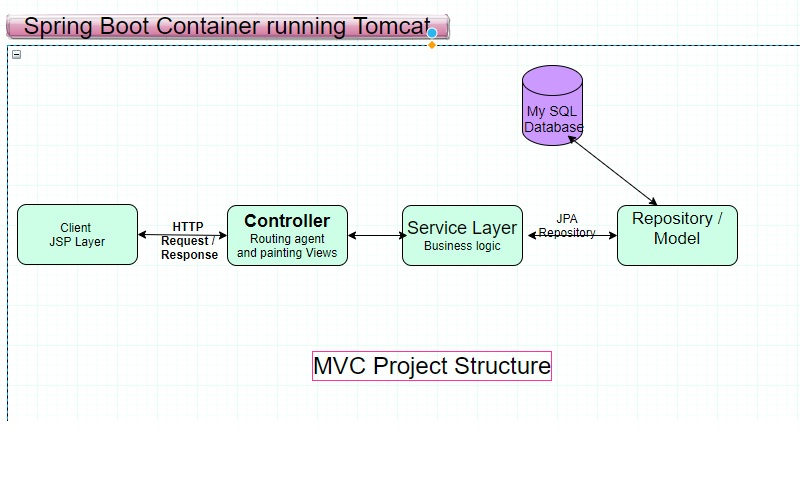 Spring Boot Container running Tomcat
My SQL
Database
Client
JSP Layer
HTTP
Request /
Response
Controller
Routing agent
and painting Views
Service Layer
Business logic
JPA
Repository
Repository /
Model
MVC Project Structure